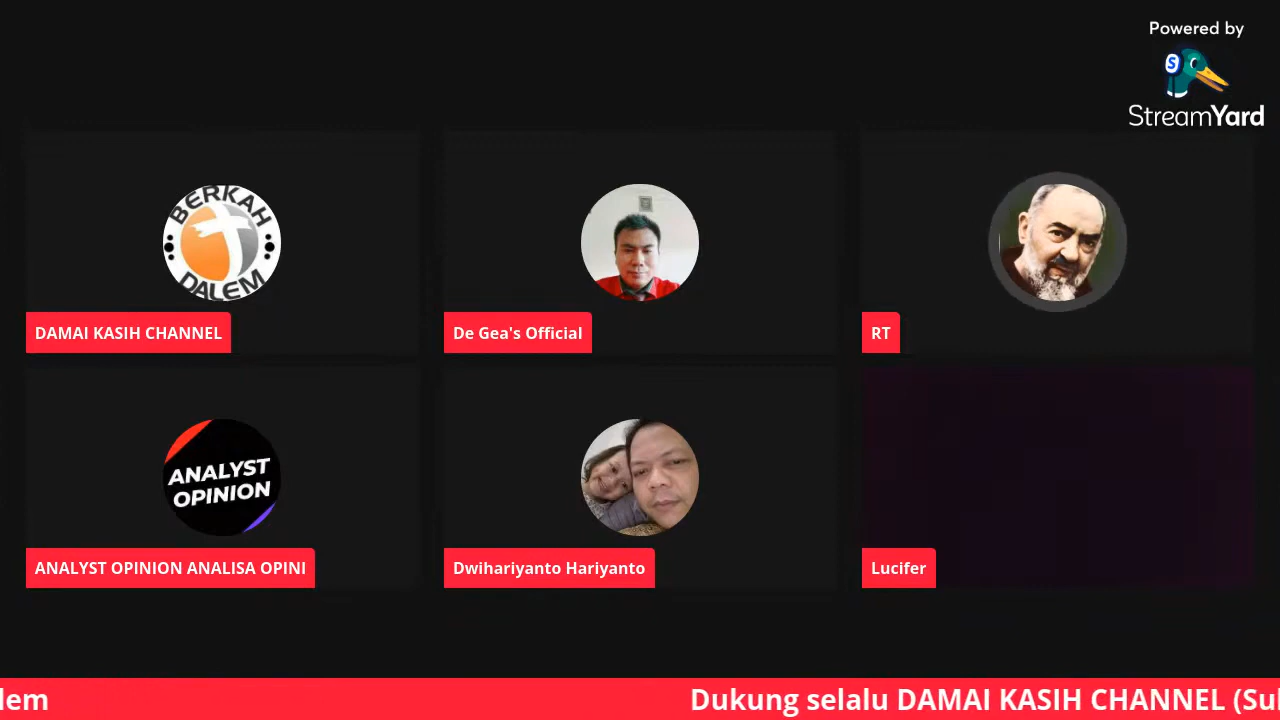 Powered by
StreamYard
BERKAH
DALEM
DAMAI KASIH CHANNEL
De Gea's Official
RT
ANALYST
OPINION
ANALYST OPINION ANALISA OPINI
Dwihariyanto Hariyanto
Lucifer
lem
Dukung selalu DAMAI KASIH CHANNEL (Su